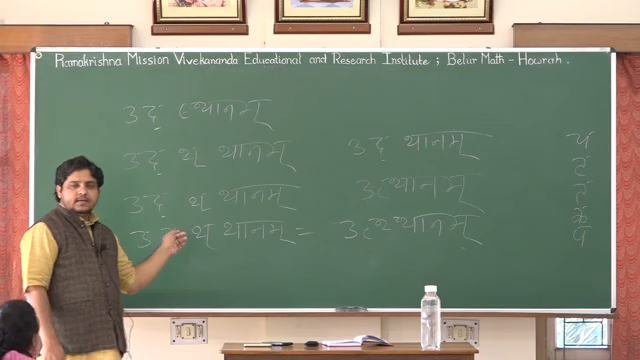 Ramakrishna Mission Vivekananda Educational and Research Institute ; Belur Math - Howrah .
उद् स्थानम्
उद् थ् थानम्
उद् थ् थानम्
थ् थानम् = उत्थ्थानम्
उद् थानम्
उत्थानम्